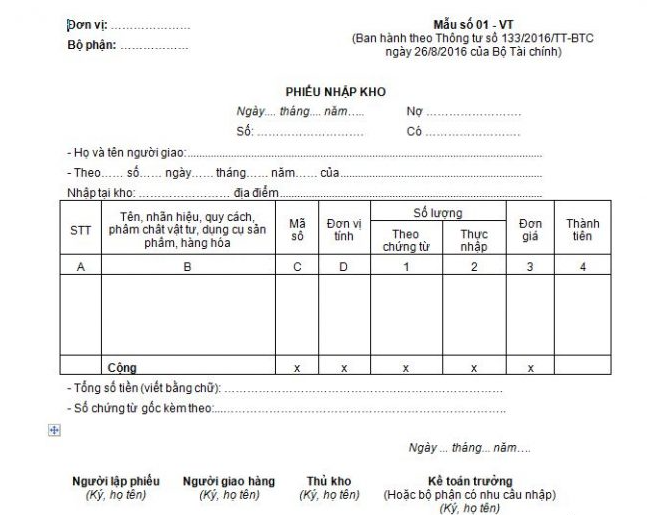 Đơn vị: ……………………
Bộ phận: …………………
Mẫu số 01 - VT
(Ban hành theo Thông tư số 133/2016/TT-BTC
ngày 26/8/2016 của Bộ Tài chính)
PHIẾU NHẬP KHO
Ngày.... tháng.... năm…..
Nợ …………………….
Số: ……………………….
Có …………………….
- Họ và tên người giao:......................................................
- Theo…… số…… ngày…… tháng…… năm…… của......................................................
Nhập tại kho: ……………………. địa điểm......................................................
STT
Tên, nhãn hiệu, quy cách,
phẩm chất vật tư, dụng cụ sản
phẩm, hàng hóa
Mã
số
Đơn vị
tính
Số lượng
Theo
chứng từ
Thực
nhập
Đơn
giá
Thành
tiền
A B C D 1 2 3 4
Cộng x x x x x
- Tổng số tiền (viết bằng chữ): ……………………………………………………………….
- Số chứng từ gốc kèm theo:...…………………………………………………………….
Ngày ... tháng... năm….
Người lập phiếu
(Ký, họ tên)
Người giao hàng
(Ký, họ tên)
Thủ kho
(Ký, họ tên)
Kế toán trưởng
(Hoặc bộ phận có nhu cầu nhập)
(Ký, họ tên)